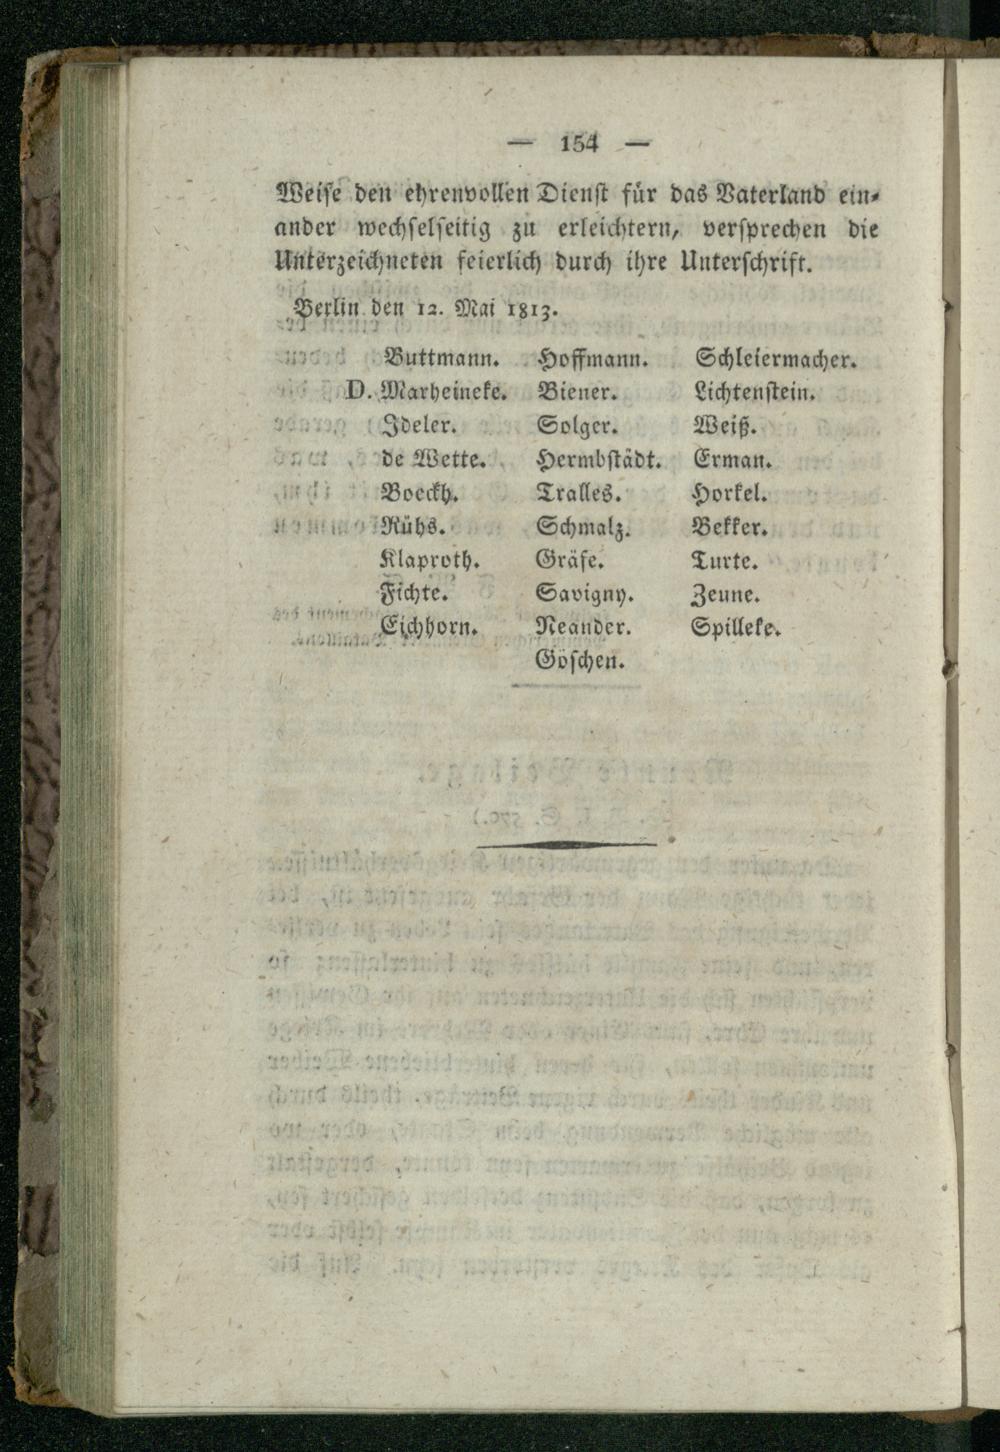 — 154 —
Weise den ehrenvollen Dienst für das Vaterland ein-
ander wechselseitig zu erleichtern, versprechen die
Unterzeichneten feierlich durch ihre Unterschrift.
Berlin den 12. Mai 1813.
Buttmann. Hoffmann. Schleiermacher.
D. Marheineke. Biener. Lichtenstein.
Ideler. Solger. Weiß.
de Wette. Hermbstädt. Erman.
Boeckh. Tralles. Horkel.
Rühs. Schmalz. Bekker.
Klaproth. Gräfe. Turte.
Fichte. Savigny. Zeune.
Eichhorn. Neander. Spilleke.
Göschen.